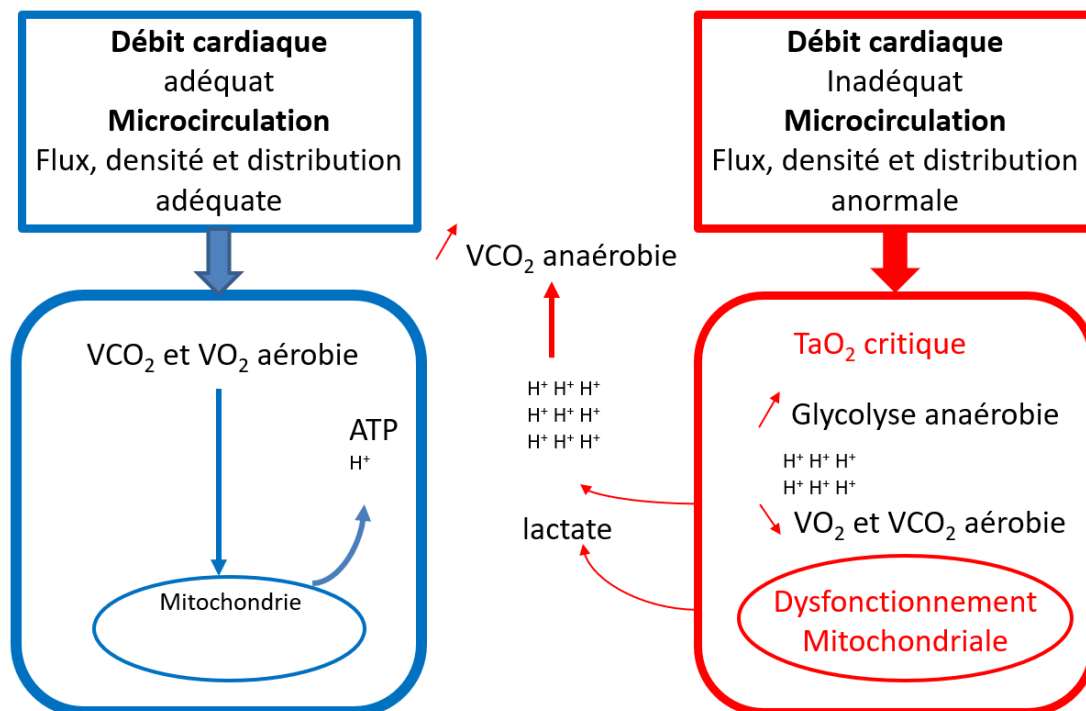 Débit cardiaque
adéquat
Microcirculation
Flux, densité et distribution
adéquate
VCO₂ et VO₂ aérobie
ATP
H⁺
Mitochondrie
VCO₂ anaérobie
H⁺ H⁺ H⁺
H⁺ H⁺ H⁺
H⁺ H⁺ H⁺
lactate
Débit cardiaque
Inadéquat
Microcirculation
Flux, densité et distribution
anormale
TaO₂ critique
Glycolyse anaérobie
H⁺ H⁺ H⁺
H⁺ H⁺ H⁺
VO₂ et VCO₂ aérobie
Dysfonctionnement
Mitochondriale